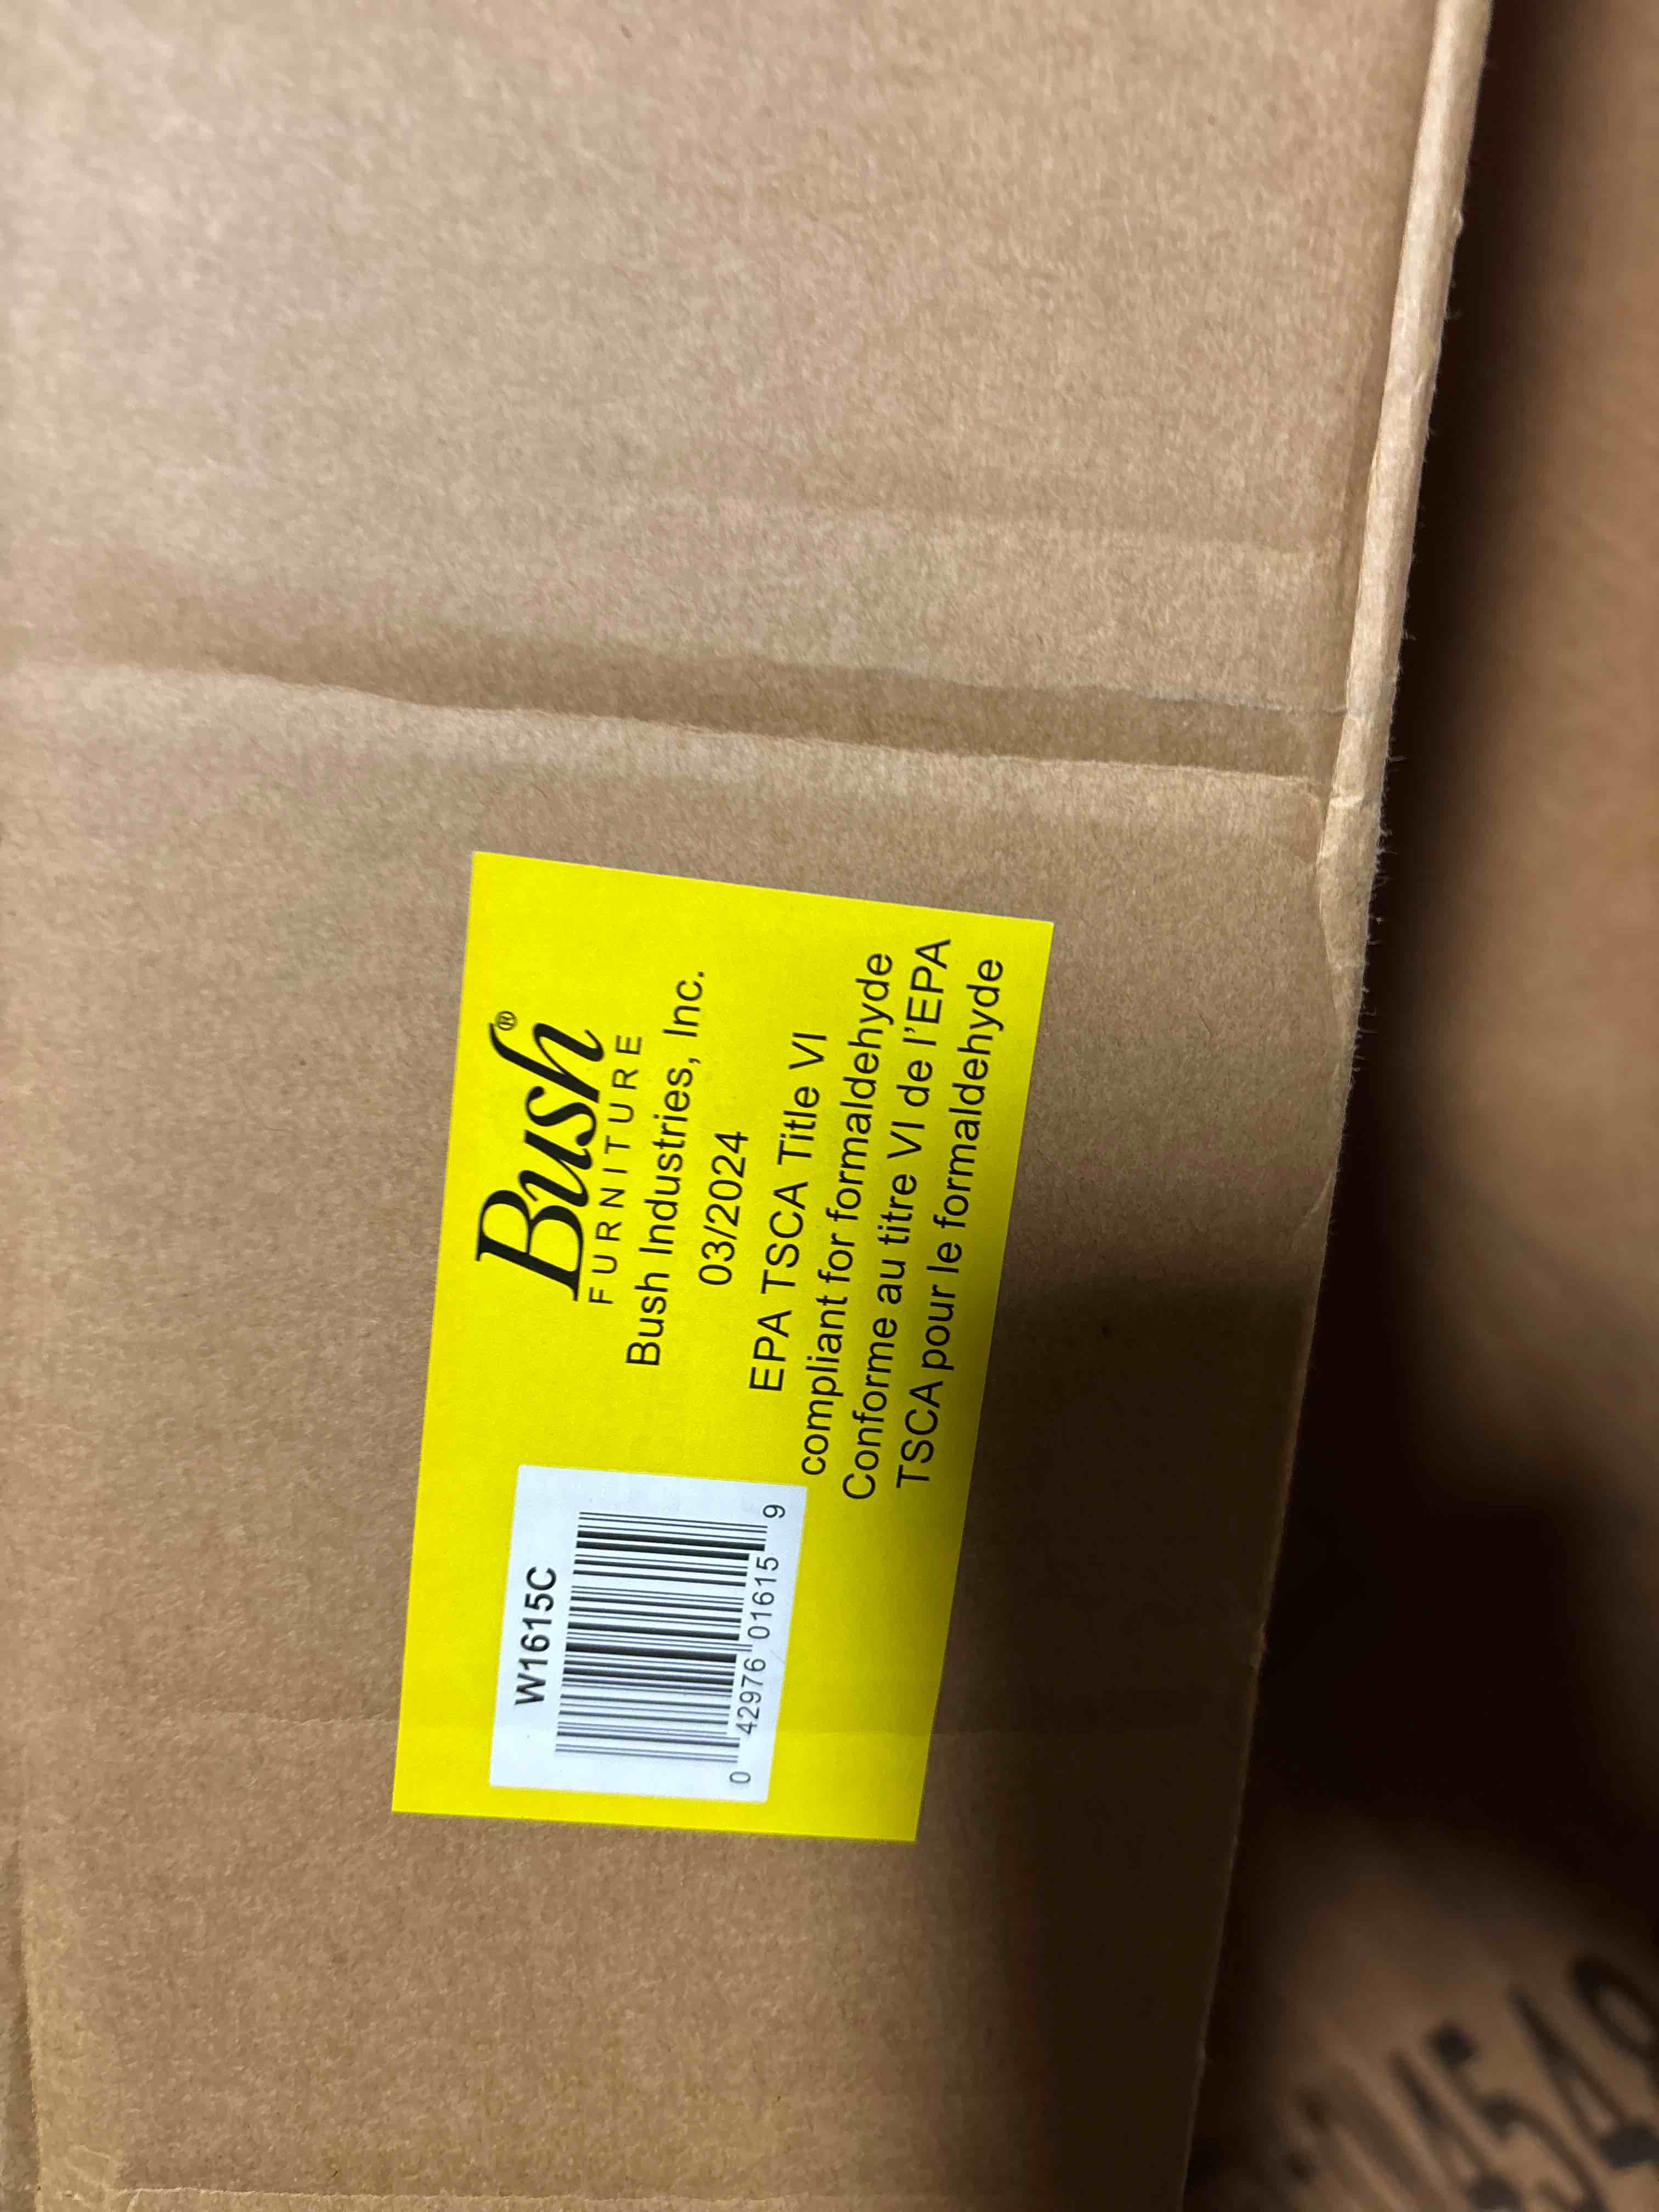 W1615C
0 42976 01615 9
Bush®
FURNITURE
Bush Industries, Inc.
03/2024
EPA TSCA Title VI
compliant for formaldehyde
Conforme au titre VI de l'EPA
TSCA pour le formaldehyde